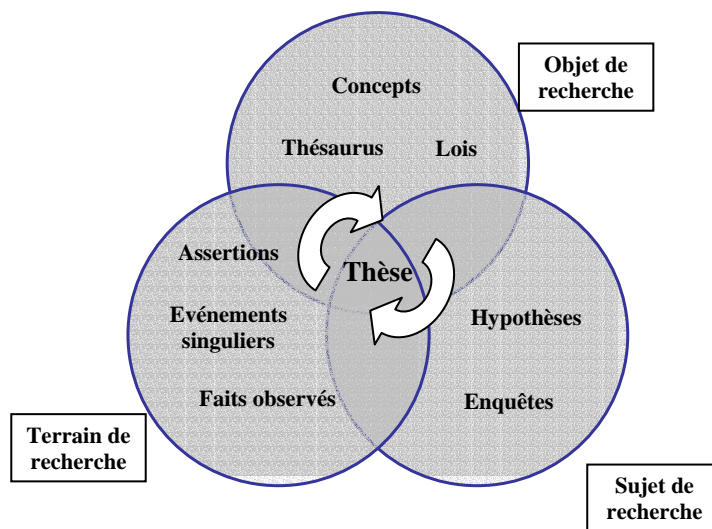 Objet de
recherche
Concepts
Thésaurus Lois
Assertions
Thèse
Evénements
singuliers
Hypothèses
Faits observés
Enquêtes
Terrain de
recherche
Sujet de
recherche